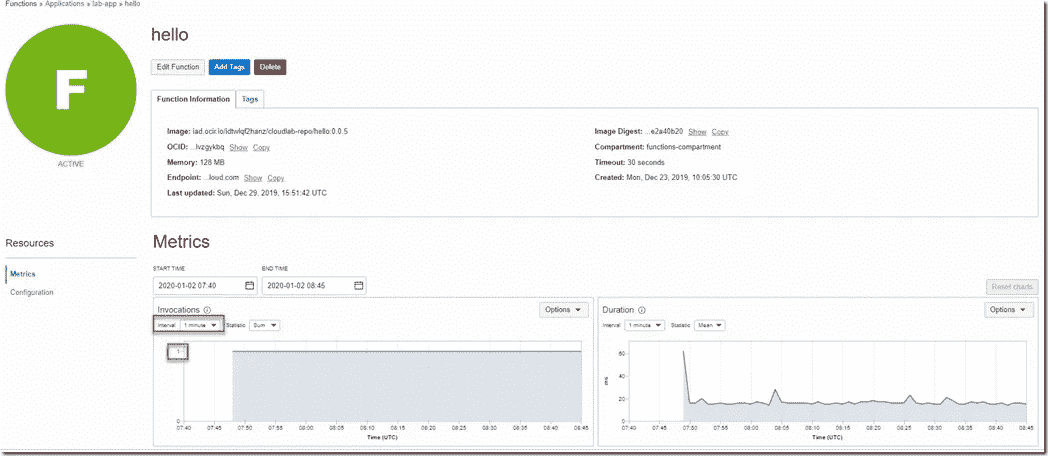 Functions » Applications » lab-app » hello
F
ACTIVE
hello
Edit Function Add Tags Delete
Function Information Tags
Image: iad.ocir.io/idtwlqf2hanz/cloudlab-repo/hello:0.0.5
OCID: ...lvzgykbq Show Copy
Memory: 128 MB
Endpoint: ...loud.com Show Copy
Last updated: Sun, Dec 29, 2019, 15:51:42 UTC
Image Digest: ...e2a40b20 Show Copy
Compartment: functions-compartment
Timeout: 30 seconds
Created: Mon, Dec 23, 2019, 10:05:30 UTC
Resources
Metrics
Configuration
Metrics
START TIME END TIME
2020-01-02 07:40 2020-01-02 08:45
Reset charts
Invocations Options
Interval 1 minute Statistic Sum
1
0
07:40 07:45 07:50 07:55 08:00 08:05 08:10 08:15 08:20 08:25 08:30 08:35 08:40 08:45
Time (UTC)
Duration Options
Interval 1 minute Statistic Mean
60
40
20
0
ms
07:40 07:45 07:50 07:55 08:00 08:05 08:10 08:15 08:20 08:25 08:30 08:35 08:40 08:45
Time (UTC)